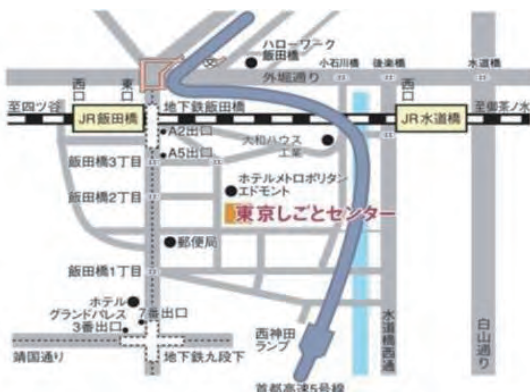 ハローワーク
飯田橋
小石川橋
後楽橋
水道橋
外堀通り
西口
東口
西口
至四ツ谷
JR飯田橋
地下鉄飯田橋
JR水道橋
至御茶ノ水
A2出口
大和ハウス
工業
飯田橋3丁目
A5出口
ホテルメトロポリタン
エドモント
飯田橋2丁目
東京しごとセンター
郵便局
飯田橋1丁目
ホテル
グランドパレス
7番出口
3番出口
西神田
ランプ
水道橋西通
白山通り
靖国通り
地下鉄九段下
首都高速5号線